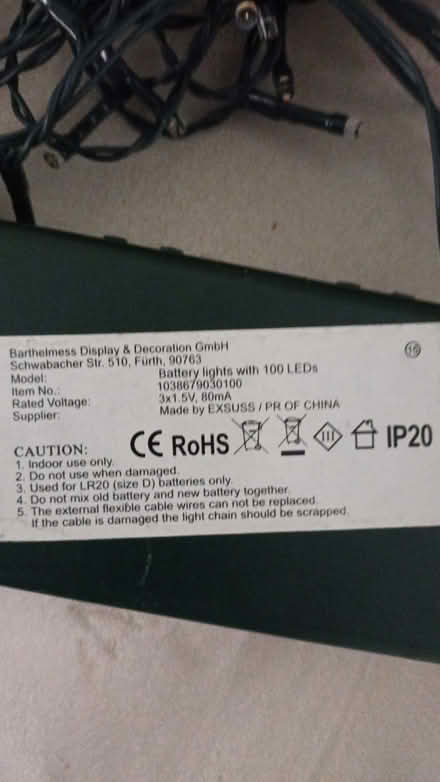 Barthelmess Display & Decoration GmbH
Schwabacher Str. 510, Fürth, 90763
Model: Battery lights with 100 LEDs
Item No.: 1038679030100
Rated Voltage: 3x1.5V, 80mA
Supplier: Made by EXSUSS / PR OF CHINA
CE RoHS III IP20
CAUTION:
1. Indoor use only.
2. Do not use when damaged.
3. Used for LR20 (size D) batteries only.
4. Do not mix old battery and new battery together.
5. The external flexible cable wires can not be replaced.
If the cable is damaged the light chain should be scrapped.